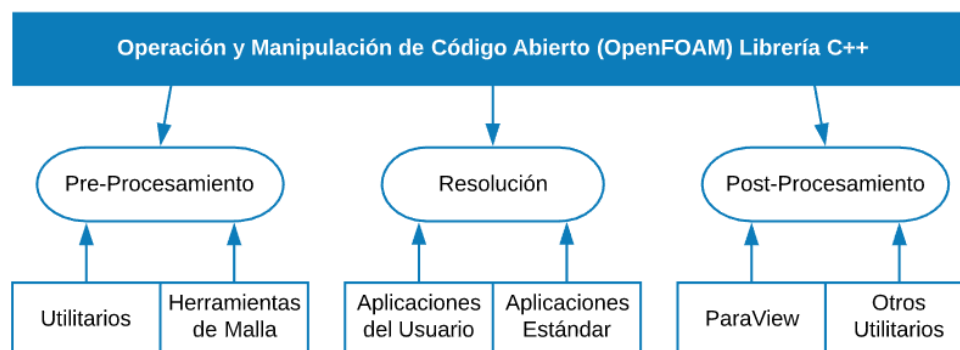 Operación y Manipulación de Código Abierto (OpenFOAM) Librería C++
Pre-Procesamiento
Resolución
Post-Procesamiento
Utilitarios
Herramientas
de Malla
Aplicaciones
del Usuario
Aplicaciones
Estándar
ParaView
Otros
Utilitarios